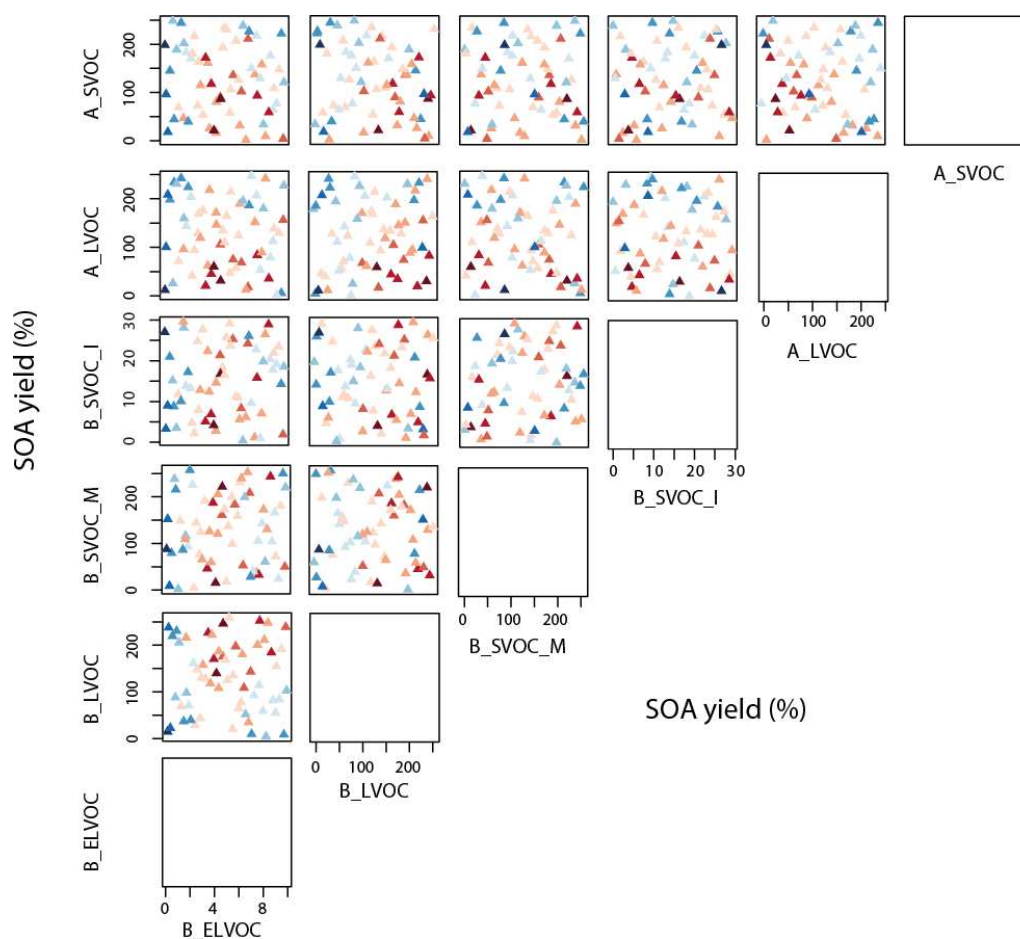 SOA yield (%)
A_SVOC
0 100 200
A_SVOC
A_LVOC
0 100 200
0 100 200
A_LVOC
B_SVOC_I
0 10 20 30
0 10 20 30
B_SVOC_I
B_SVOC_M
0 100 200
0 100 200
B_SVOC_M
B_LVOC
0 100 200
SOA yield (%)
0 100 200
B_LVOC
B_ELVOC
0 4 8
B_ELVOC